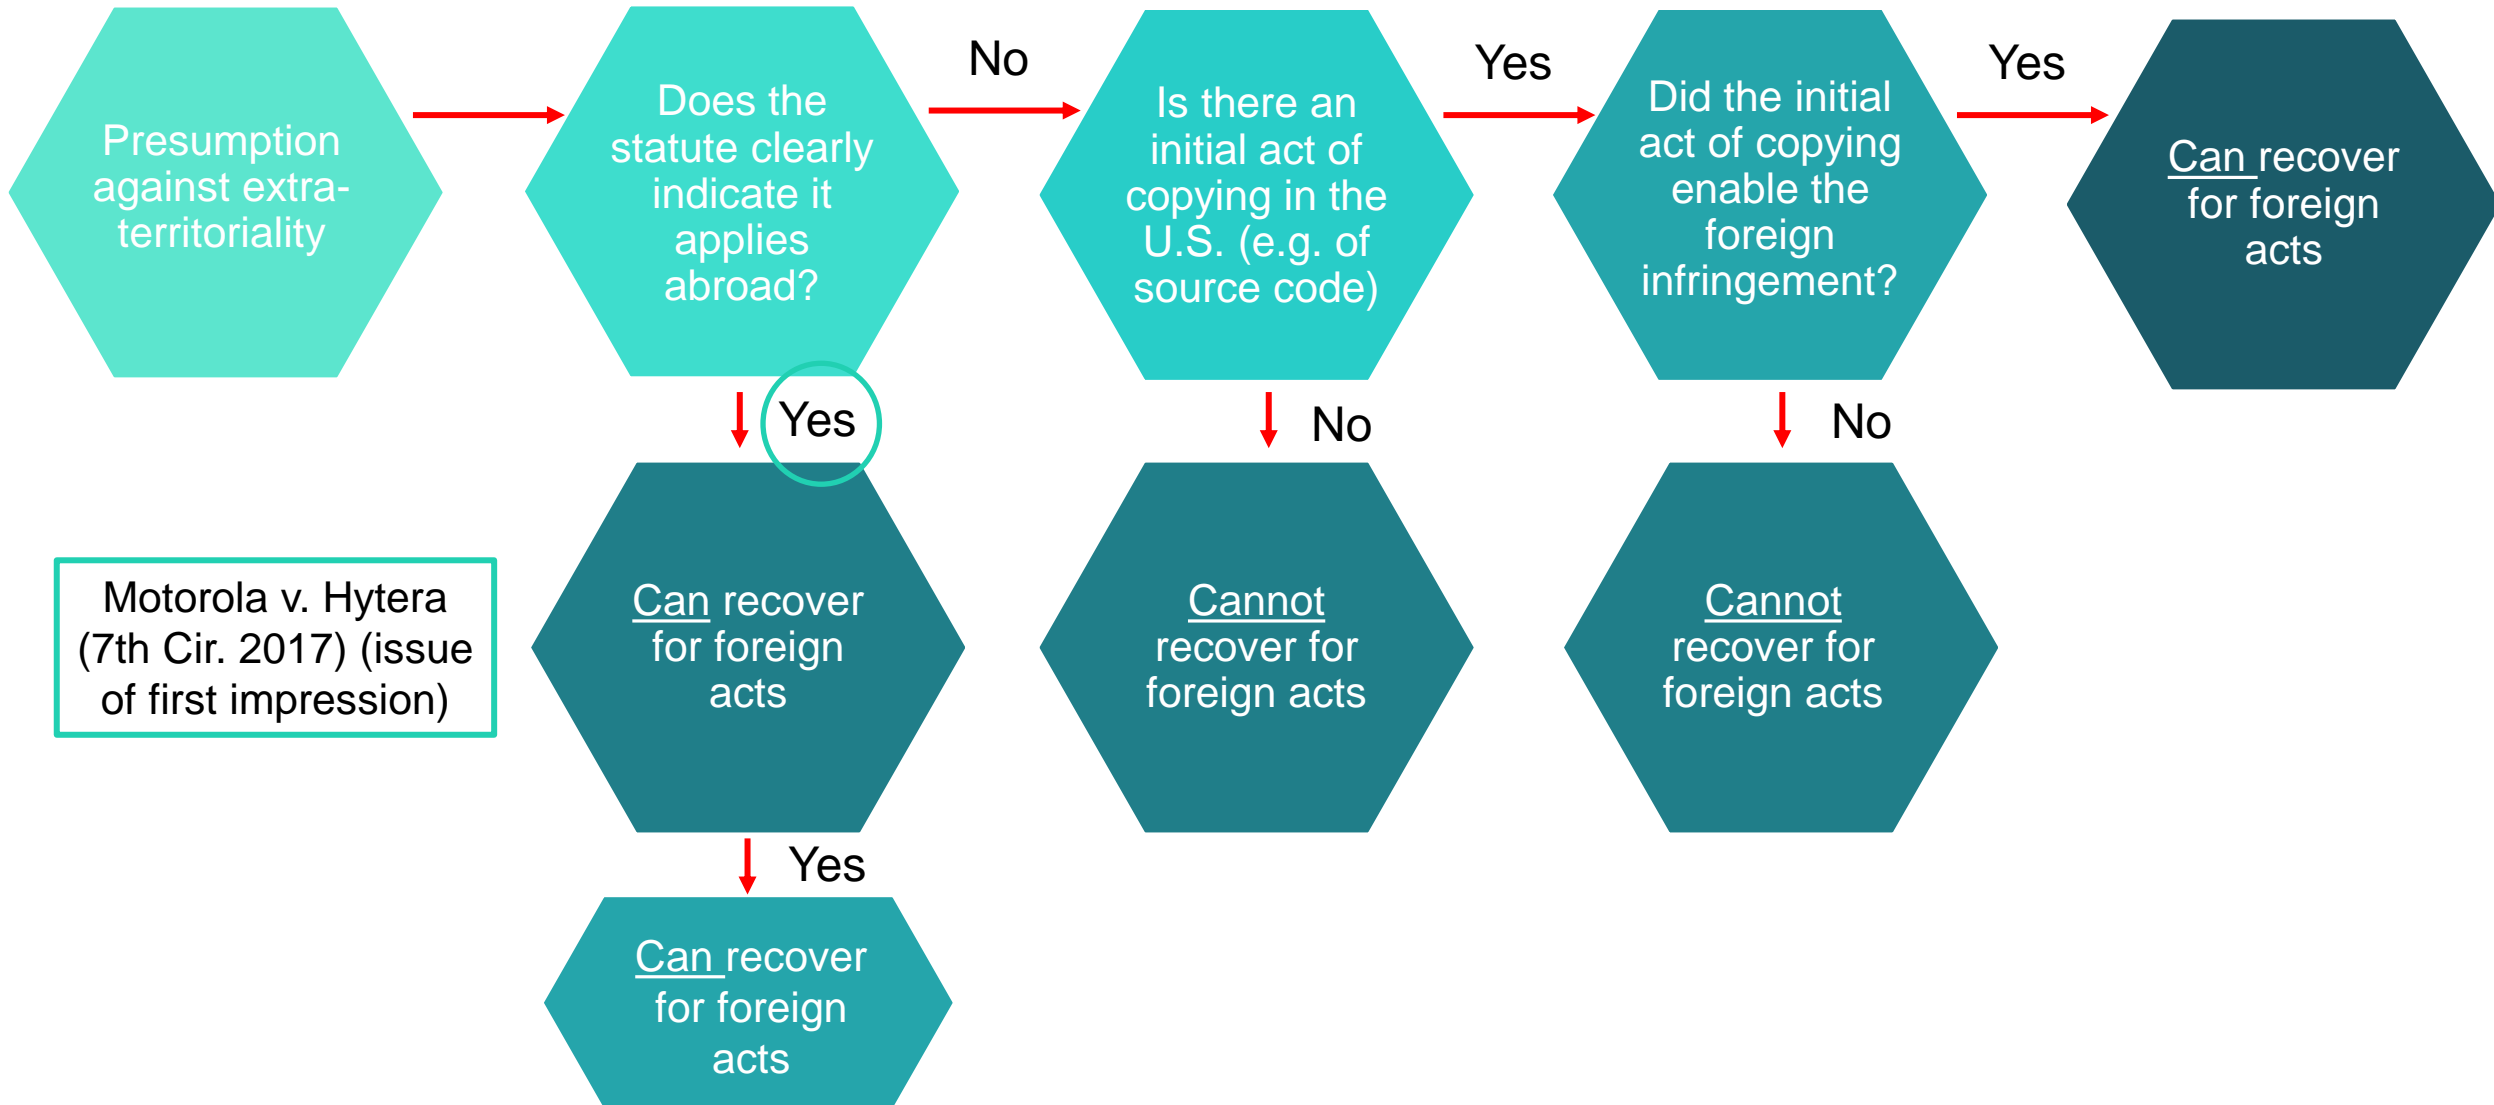 Presumption
against extra-
territoriality
Does the
statute clearly
indicate it
applies
abroad?
No
Is there an
initial act of
copying in the
U.S. (e.g. of
source code)
Yes
Did the initial
act of copying
enable the
foreign
infringement?
Yes
Can recover
for foreign
acts
Yes
No
No
Motorola v. Hytera
(7th Cir. 2017) (issue
of first impression)
Can recover
for foreign
acts
Cannot
recover for
foreign acts
Cannot
recover for
foreign acts
Yes
Can recover
for foreign
acts